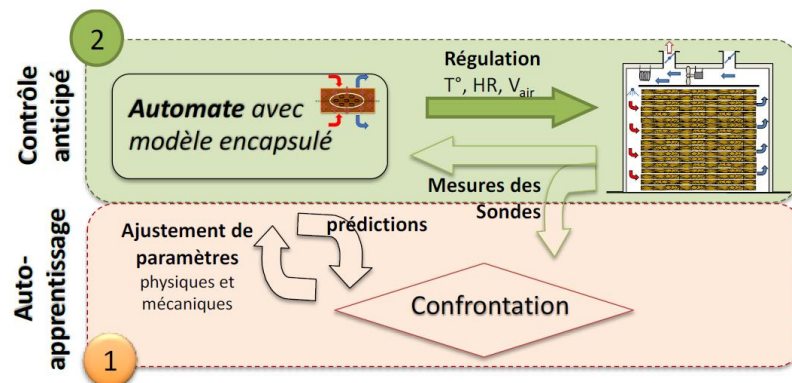 2
Contrôle
anticipé
Automate avec
modèle encapsulé
Régulation
T°, HR, Vair
Mesures des
Sondes
Auto-
apprentissage
1
Ajustement de
paramètres
physiques et
mécaniques
prédictions
Confrontation